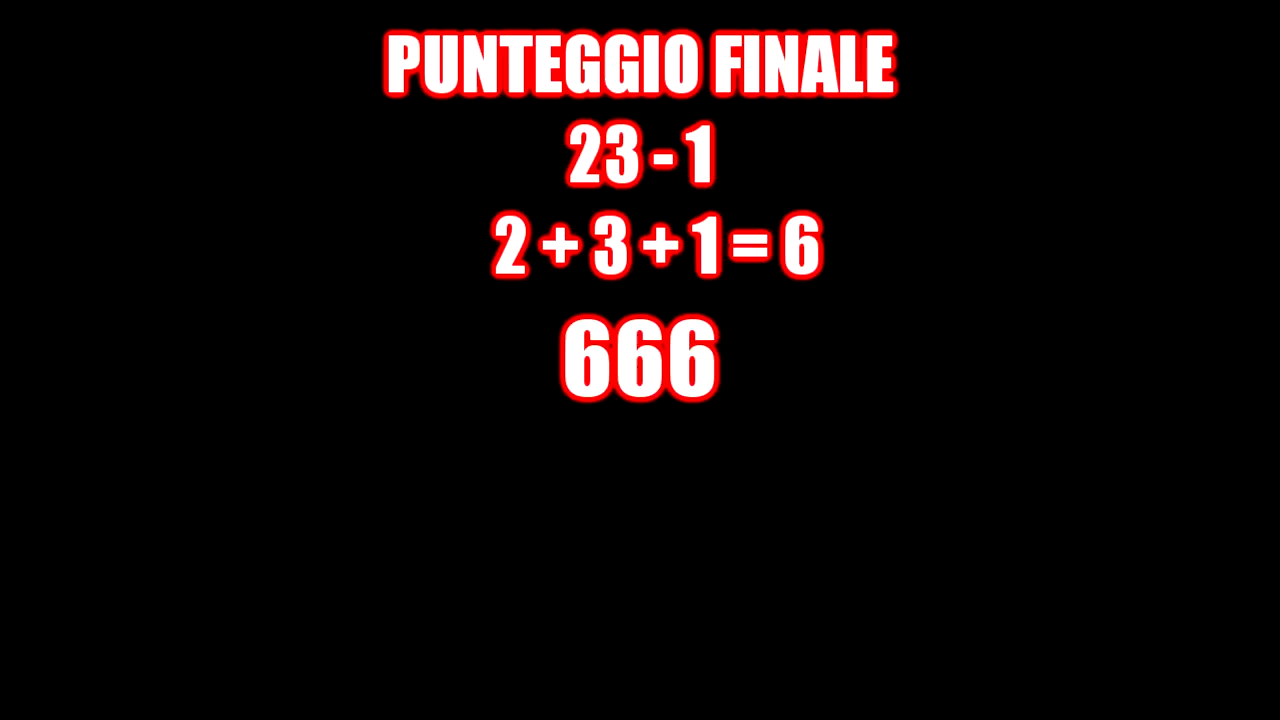 PUNTEGGIO FINALE
23 - 1
2 + 3 + 1 = 6
666